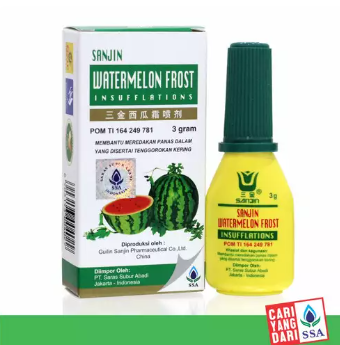 SANJIN
WATERMELON FROST
INSUFFLATIONS
三金西瓜霜喷剂
POM TI 164 249 781
3 gram
MEMBANTU MEREDAKAN PANAS DALAM
YANG DISERTAI TENGGOROKAN KERING
SSA
Diproduksi oleh :
Guilin Sanjin Pharmaceutical Co.,Ltd.
China
Diimpor Oleh:
PT. Saras Subur Abadi
Jakarta - Indonesia
SSA
三金
SANJIN
3 g
SANJIN
WATERMELON FROST
INSUFFLATIONS
POM TI 164 249 781
Diimpor Oleh:
PT. Saras Subur Abadi
Jakarta - Indonesia
CARI
YANG
DARI
SSA